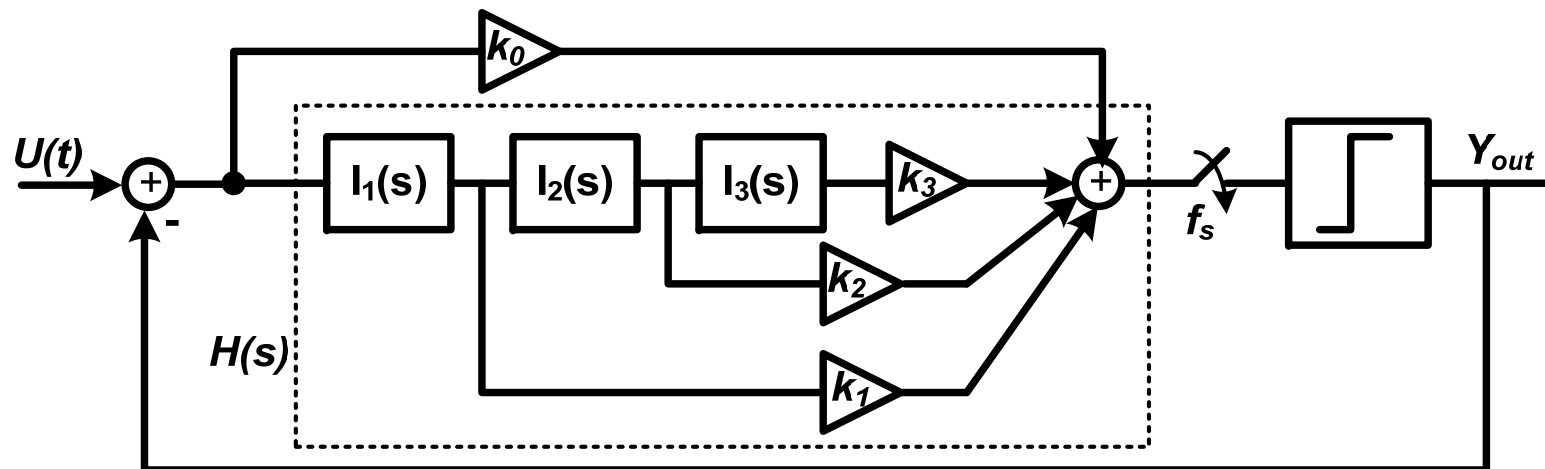 k0
U(t)
+
-
I1(s)
I2(s)
I3(s)
k3
+
fs
Yout
k2
H(s)
k1